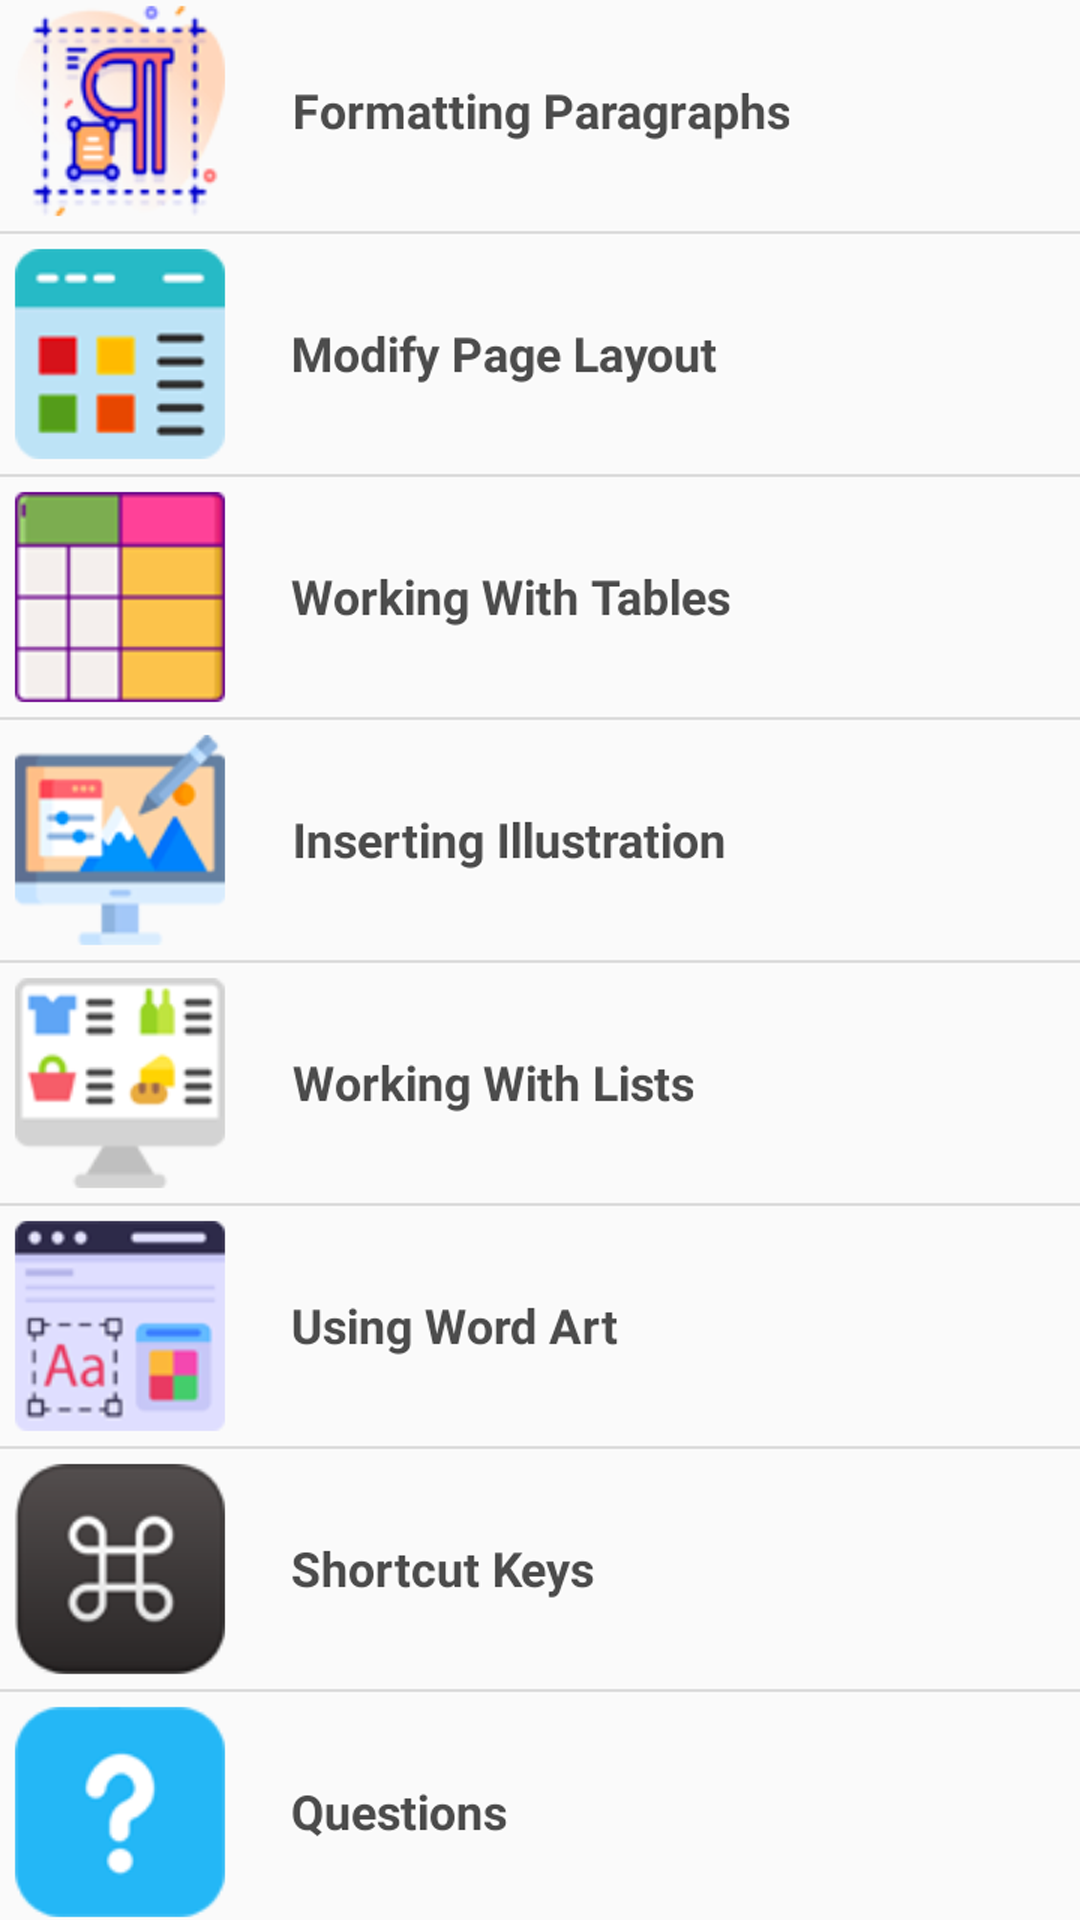 Formatting Paragraphs
Modify Page Layout
Working With Tables
Inserting Illustration
Working With Lists
Aa
Using Word Art
Shortcut Keys
Questions